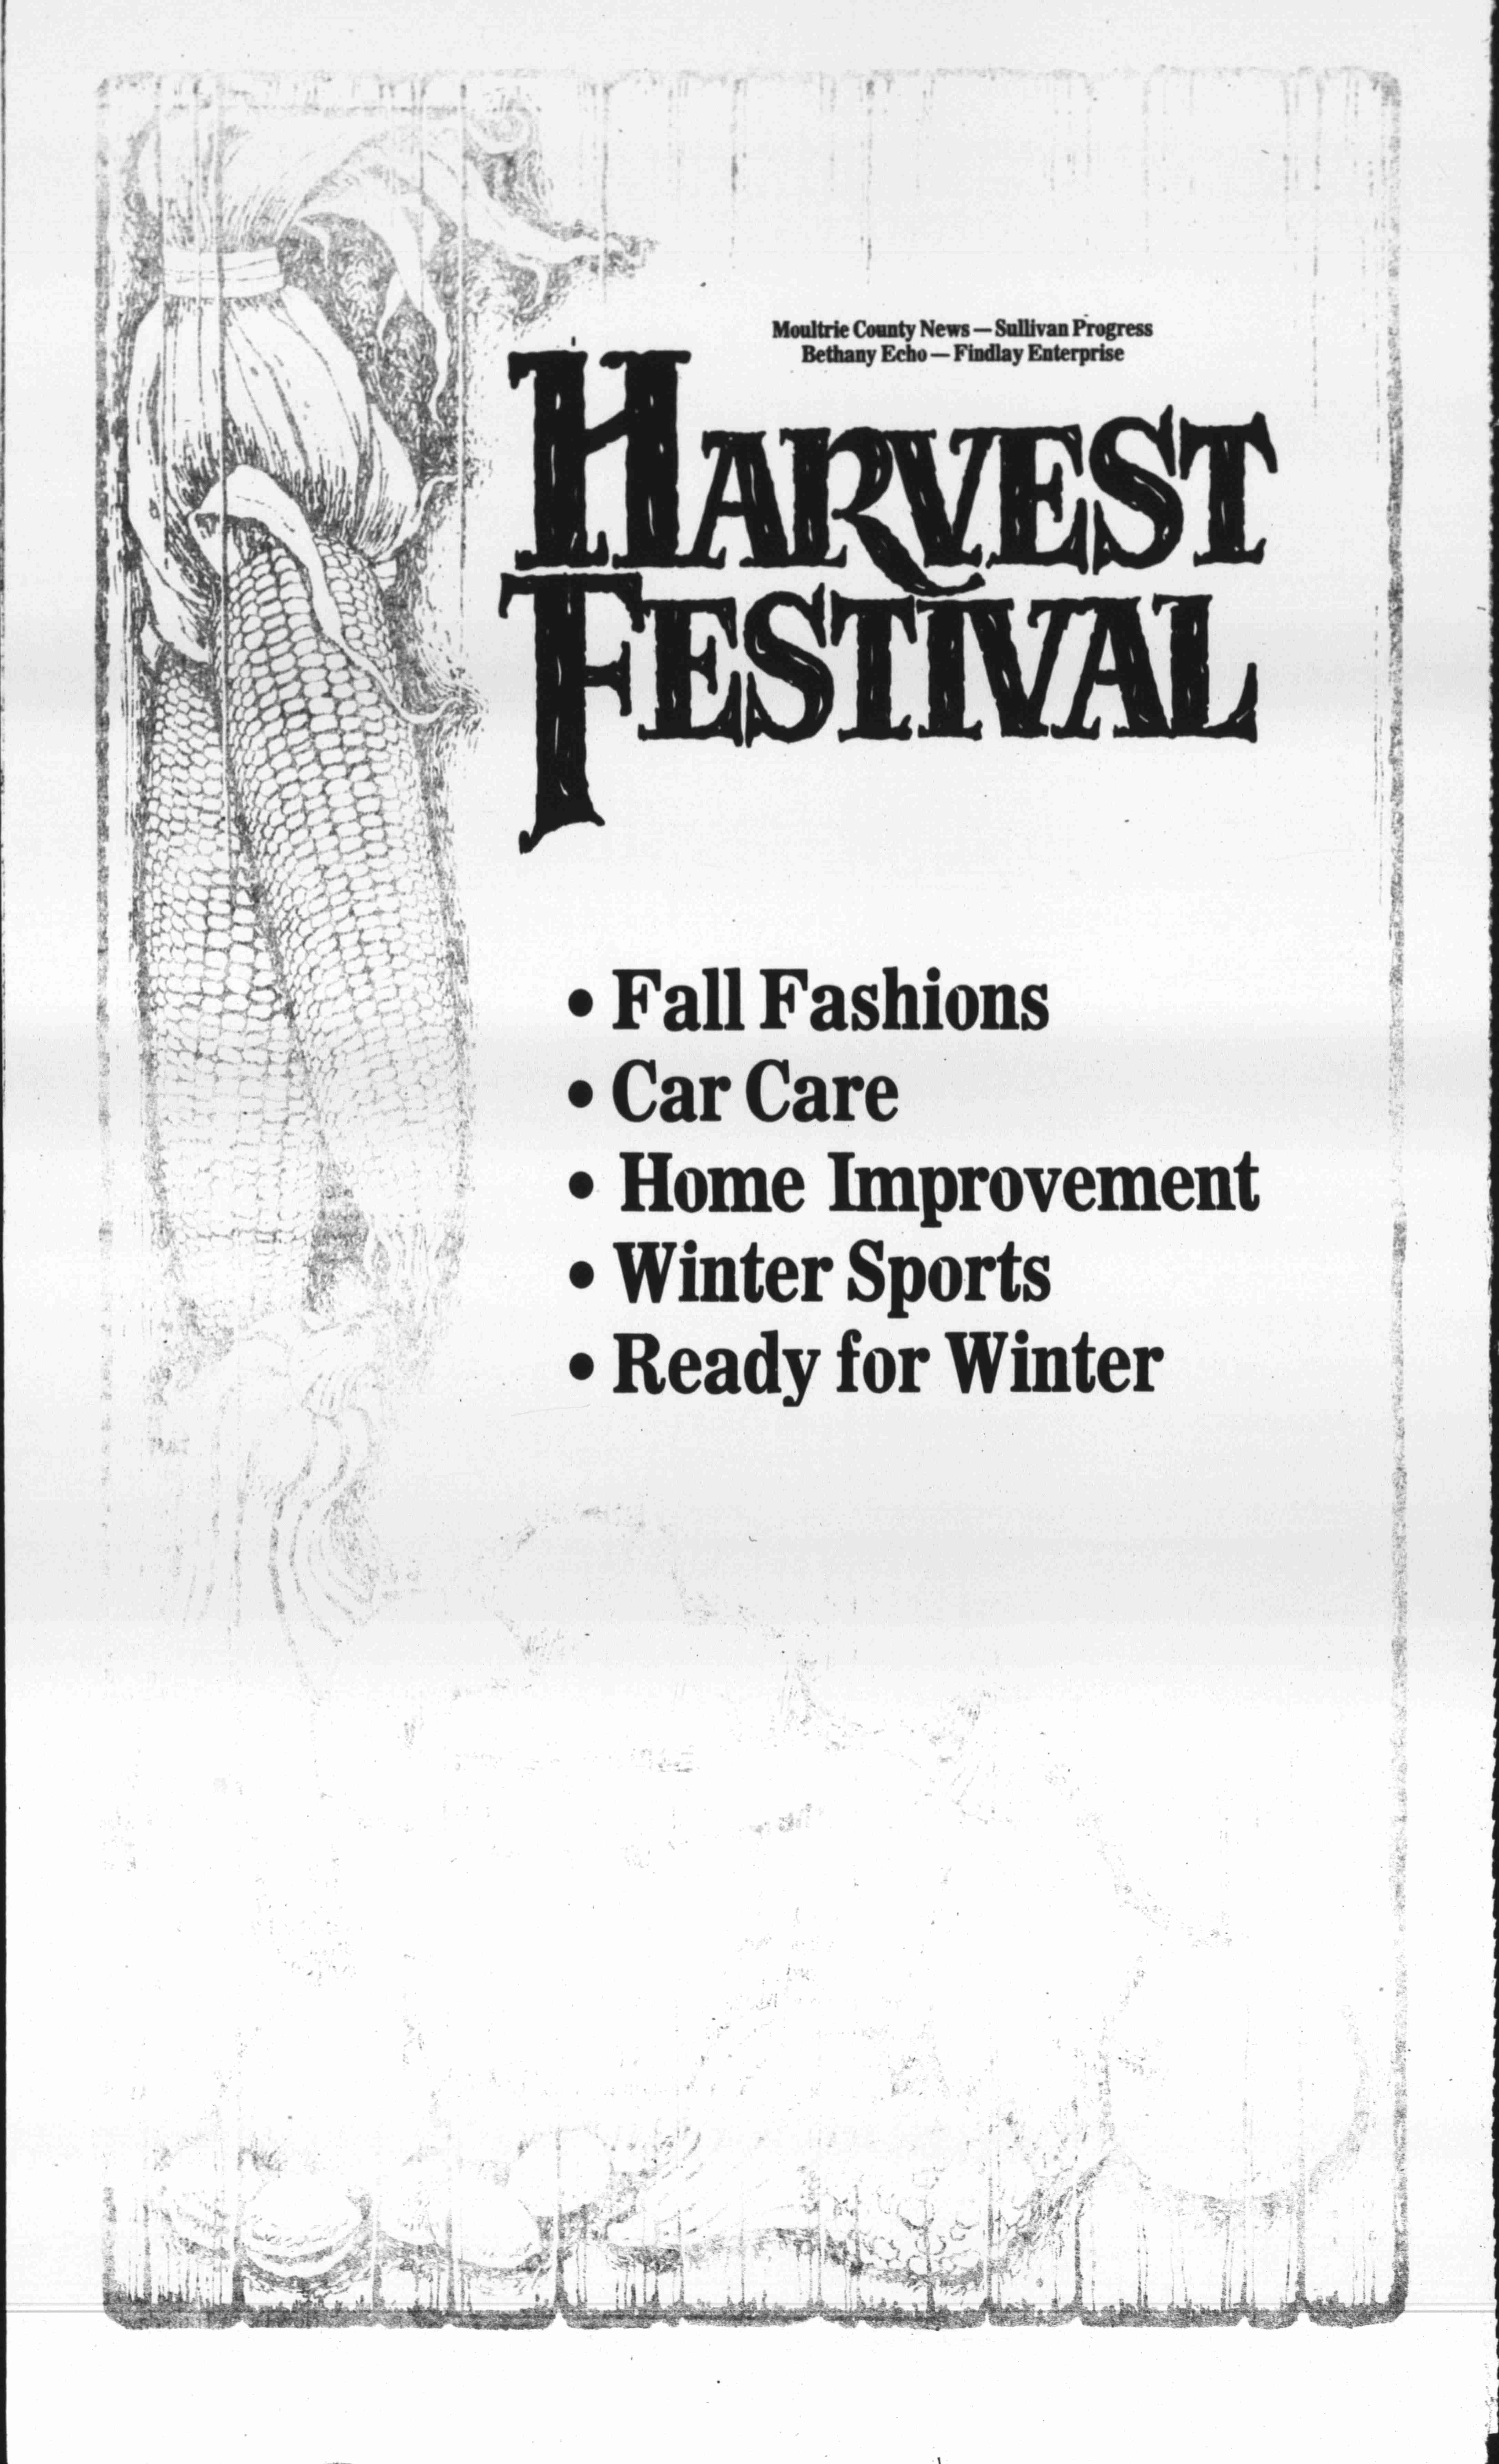 Moultrie County News — Sullivan Progress
Bethany Echo — Findlay Enterprise
HARVEST
FESTIVAL
• Fall Fashions
• Car Care
• Home Improvement
• Winter Sports
• Ready for Winter